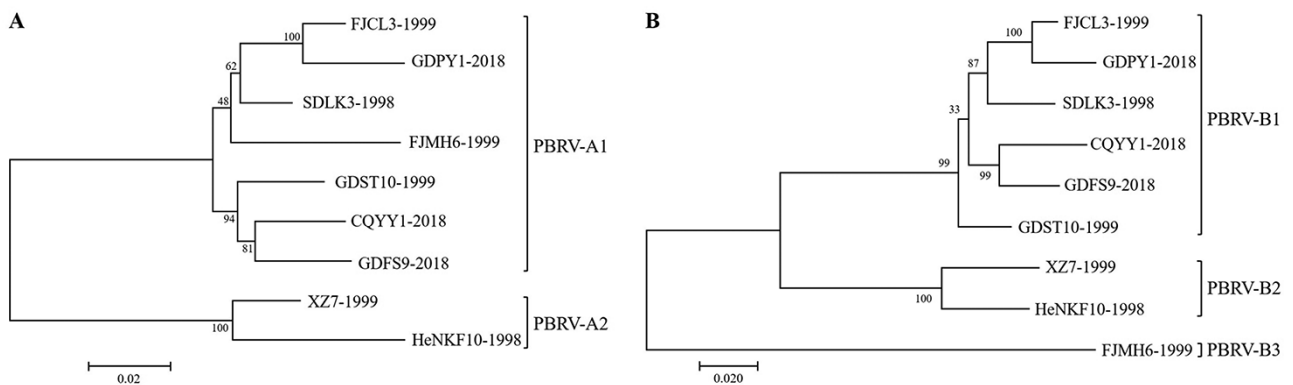 A
FJCL3-1999
100
GDPY1-2018
62
SDLK3-1998
48
FJMH6-1999
PBRV-A1
GDST10-1999
94
CQYY1-2018
81
GDFS9-2018
XZ7-1999
100
PBRV-A2
HeNKF10-1998
0.02
B
FJCL3-1999
100
GDPY1-2018
87
SDLK3-1998
33
PBRV-B1
CQYY1-2018
99
99
GDFS9-2018
GDST10-1999
XZ7-1999
PBRV-B2
100
HeNKF10-1998
FJMH6-1999
PBRV-B3
0.020